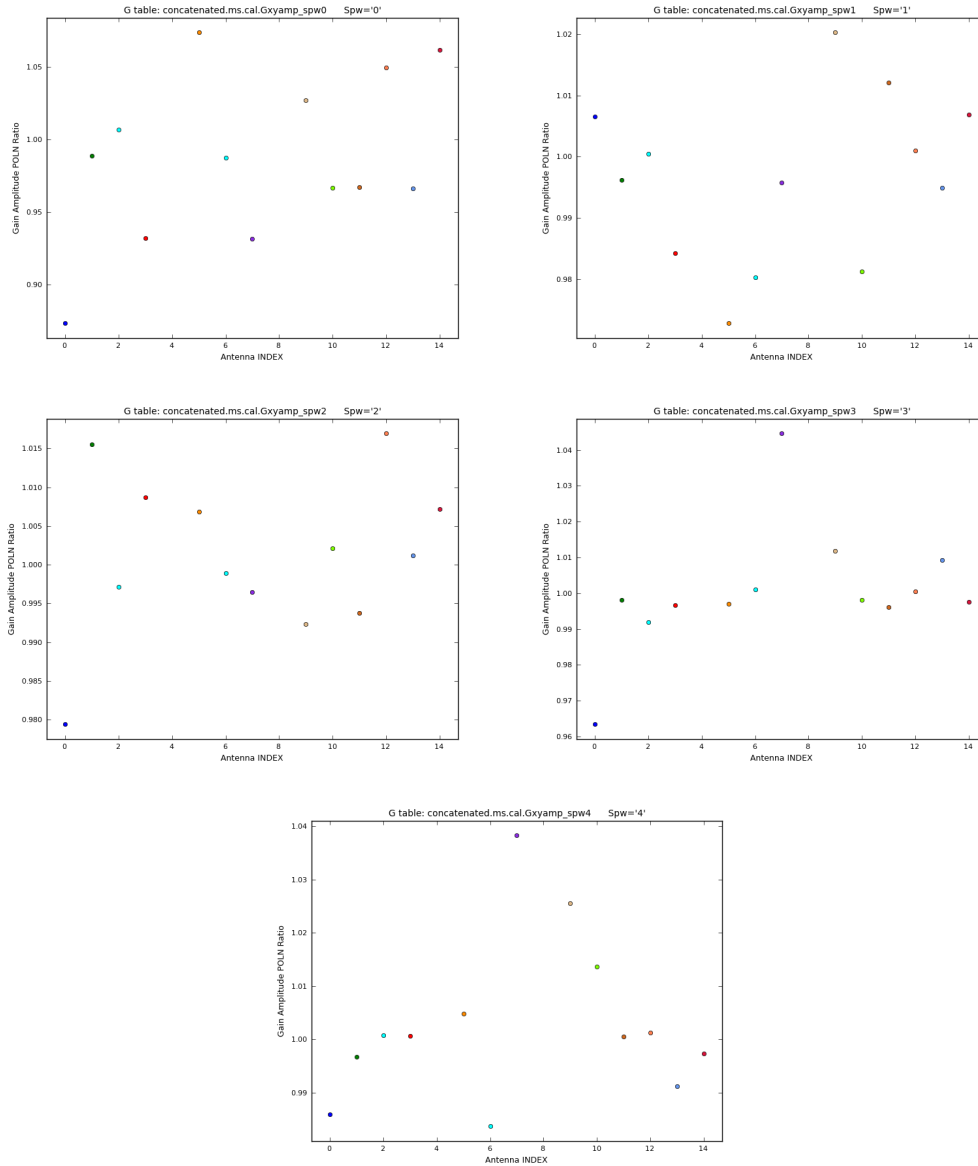 G table: concatenated.ms.cal.Gxyamp_spw0 Spw='0'
Gain Amplitude POLN Ratio
1.05
1.00
0.95
0.90
0 2 4 6 8 10 12 14
Antenna INDEX
G table: concatenated.ms.cal.Gxyamp_spw1 Spw='1'
Gain Amplitude POLN Ratio
1.02
1.01
1.00
0.99
0.98
0 2 4 6 8 10 12 14
Antenna INDEX
G table: concatenated.ms.cal.Gxyamp_spw2 Spw='2'
Gain Amplitude POLN Ratio
1.015
1.010
1.005
1.000
0.995
0.990
0.985
0.980
0 2 4 6 8 10 12 14
Antenna INDEX
G table: concatenated.ms.cal.Gxyamp_spw3 Spw='3'
Gain Amplitude POLN Ratio
1.04
1.03
1.02
1.01
1.00
0.99
0.98
0.97
0.96
0 2 4 6 8 10 12 14
Antenna INDEX
G table: concatenated.ms.cal.Gxyamp_spw4 Spw='4'
Gain Amplitude POLN Ratio
1.04
1.03
1.02
1.01
1.00
0.99
0 2 4 6 8 10 12 14
Antenna INDEX